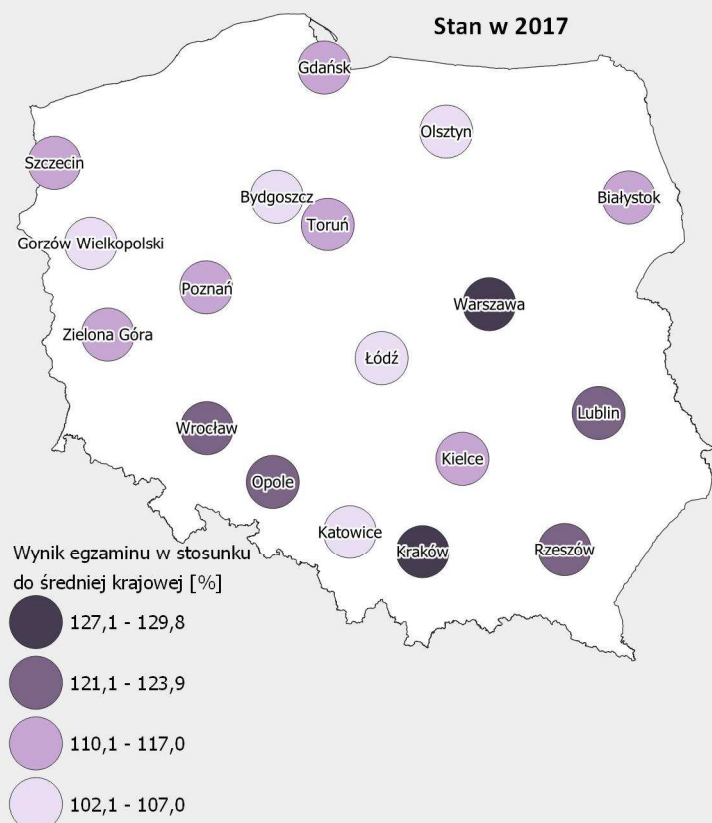 Stan w 2017
Gdańsk
Olsztyn
Szczecin
Bydgoszcz
Białystok
Toruń
Gorzów Wielkopolski
Poznań
Warszawa
Zielona Góra
Łódź
Lublin
Wrocław
Kielce
Opole
Katowice
Kraków
Rzeszów
Wynik egzaminu w stosunku
do średniej krajowej [%]
127,1 - 129,8
121,1 - 123,9
110,1 - 117,0
102,1 - 107,0